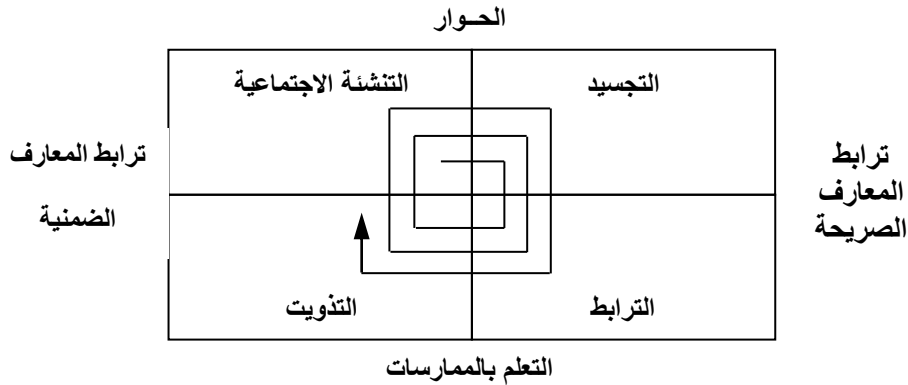 الحــوار
التنشئة الاجتماعية
التجسيد
ترابط المعارف
الضمنية
ترابط
المعارف
الصريحة
التذويت
الترابط
التعلم بالممارسات